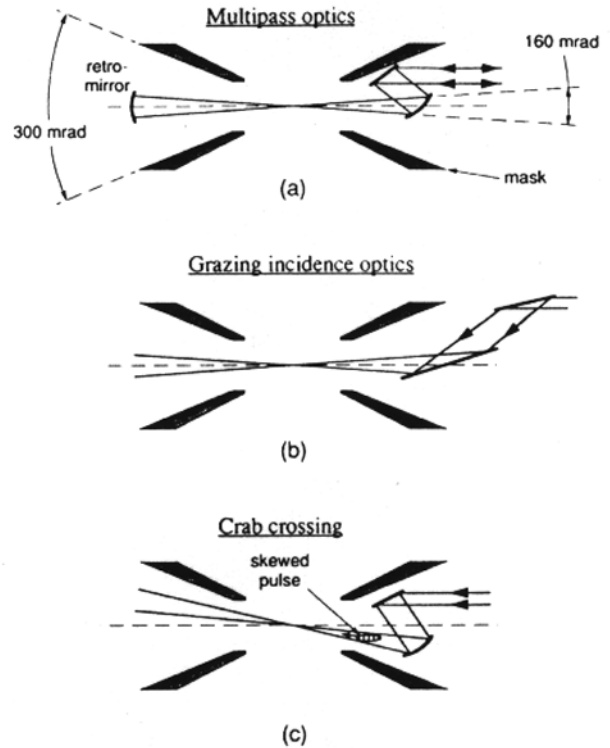 Multipass optics
160 mrad
retro-
mirror
300 mrad
mask
(a)
Grazing incidence optics
(b)
Crab crossing
skewed
pulse
(c)